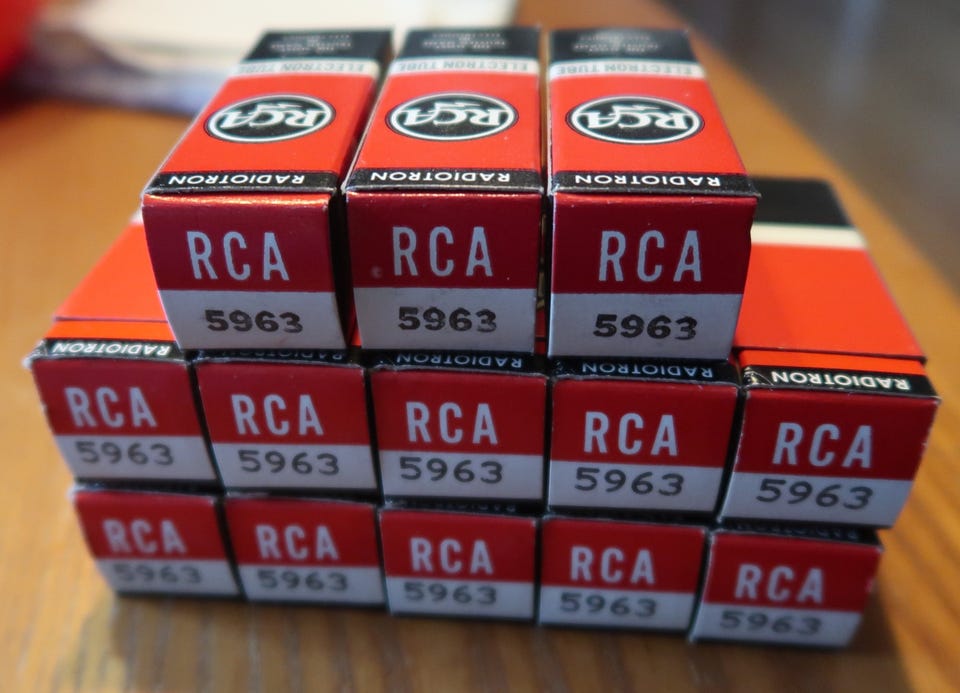 ELECTRON TUBE
RCA
RADIOTRON
RCA
5963
ELECTRON TUBE
RCA
RADIOTRON
RCA
5963
ELECTRON TUBE
RCA
RADIOTRON
RCA
5963
RADIOTRON
RCA
5963
RCA
5963
RADIOTRON
RCA
5963
RADIOTRON
RCA
5963
RADIOTRON
RCA
5963
RCA
5963
RCA
5963
RCA
5963
RCA
5963
RCA
5963